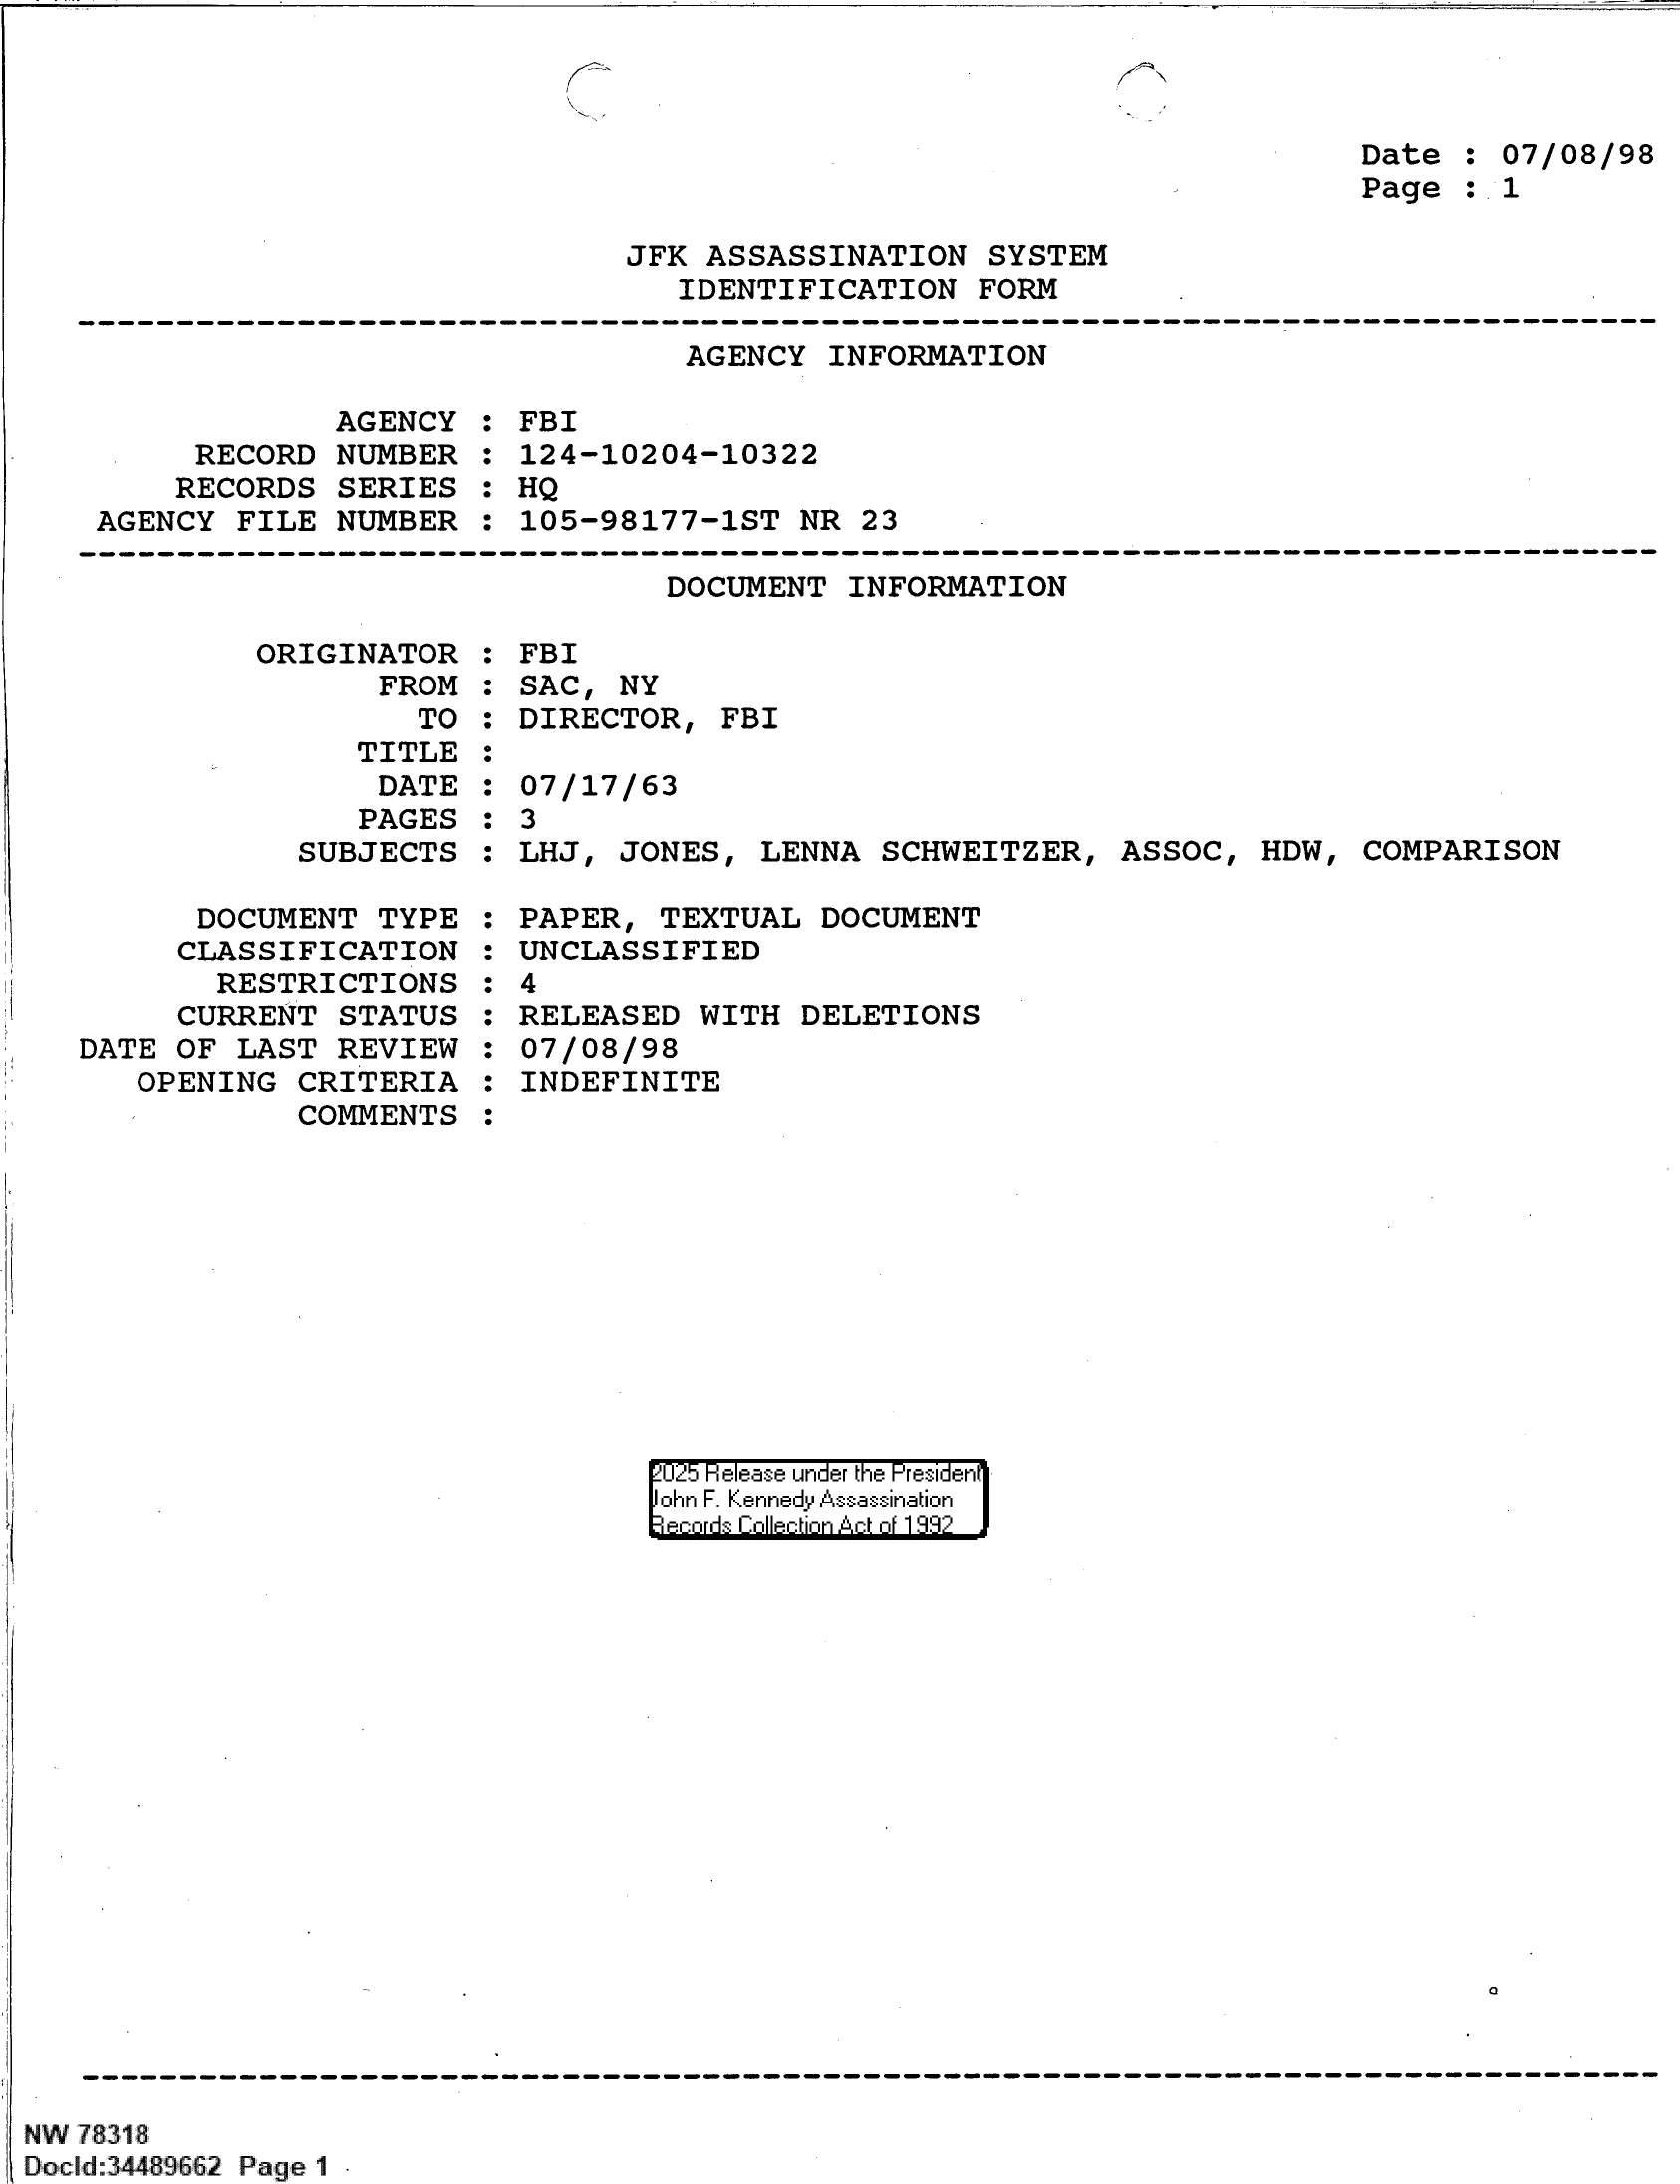 Date : 07/08/98
Page : 1
JFK ASSASSINATION SYSTEM
IDENTIFICATION FORM
AGENCY INFORMATION
AGENCY : FBI
RECORD NUMBER : 124-10204-10322
RECORDS SERIES : HQ
AGENCY FILE NUMBER : 105-98177-1ST NR 23
DOCUMENT INFORMATION
ORIGINATOR : FBI
FROM : SAC, NY
TO : DIRECTOR, FBI
TITLE :
DATE : 07/17/63
PAGES : 3
SUBJECTS : LHJ, JONES, LENNA SCHWEITZER, ASSOC, HDW, COMPARISON
DOCUMENT TYPE : PAPER, TEXTUAL DOCUMENT
CLASSIFICATION : UNCLASSIFIED
RESTRICTIONS : 4
CURRENT STATUS : RELEASED WITH DELETIONS
DATE OF LAST REVIEW : 07/08/98
OPENING CRITERIA : INDEFINITE
COMMENTS :
2025 Release under the President
John F. Kennedy Assassination
Records Collection Act of 1992
NW 78318
DocId:34489662 Page 1